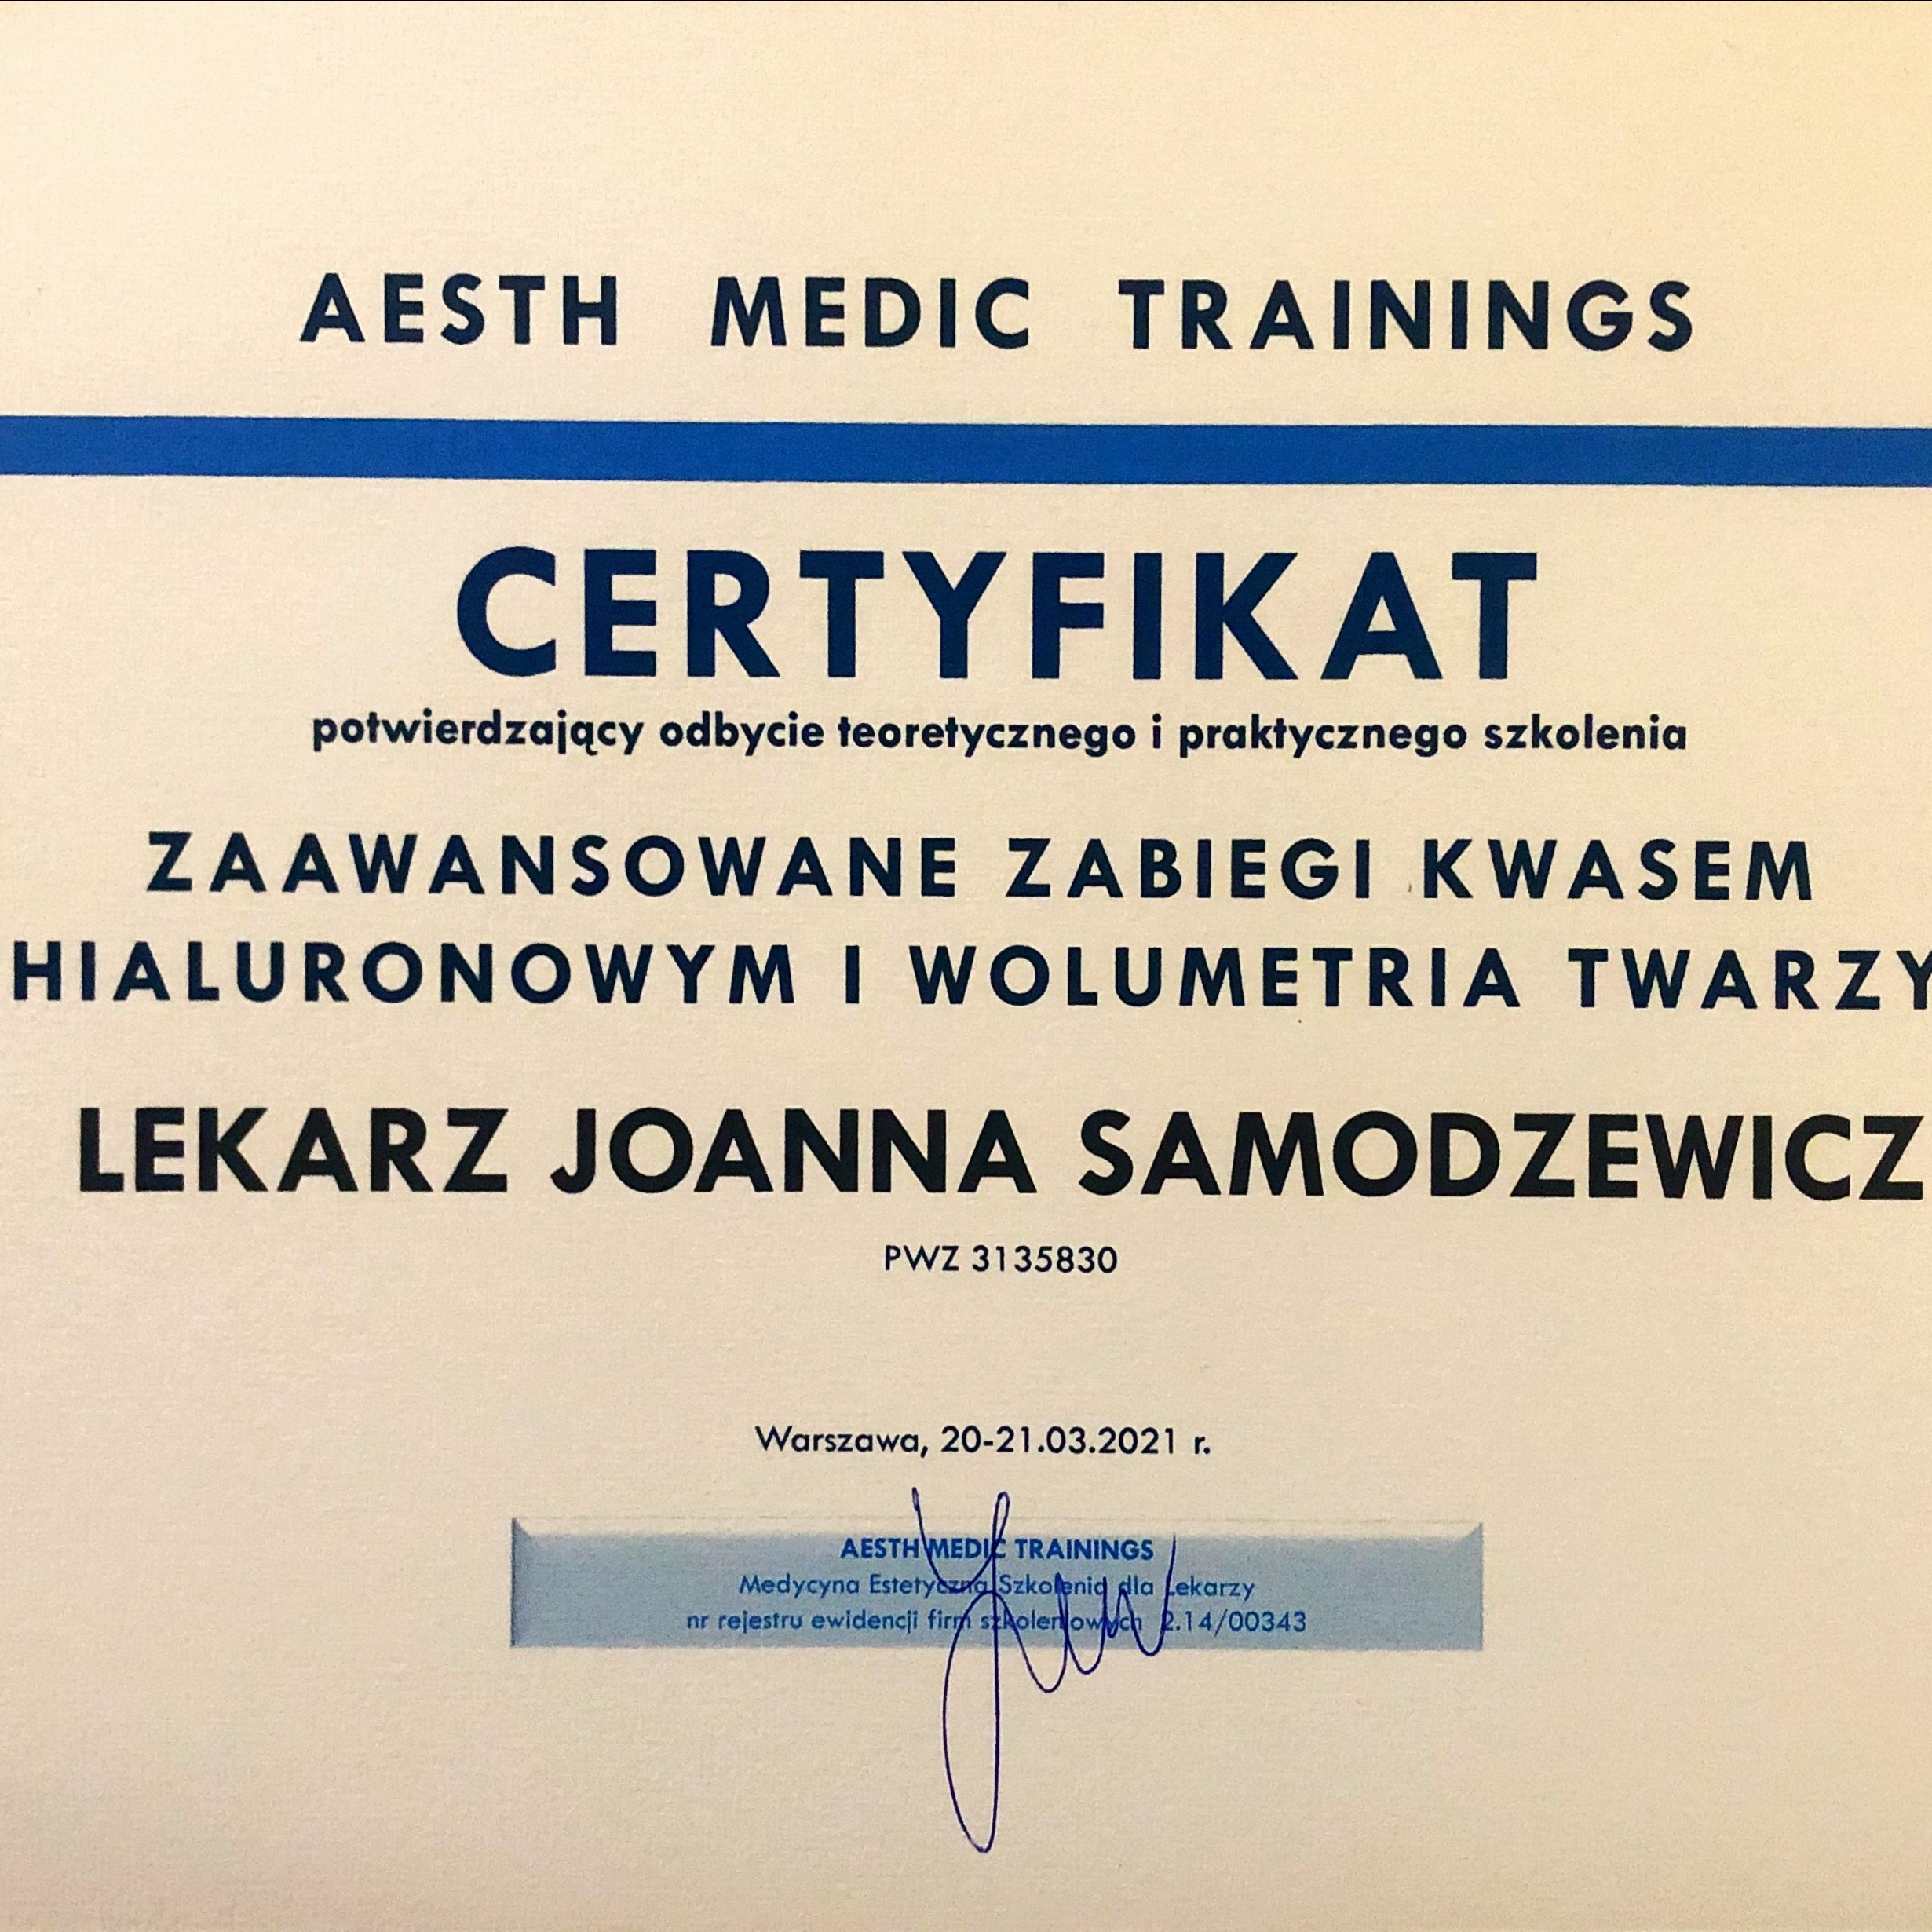 AESTH MEDIC TRAININGS
CERTYFIKAT
potwierdzający odbycie teoretycznego i praktycznego szkolenia
ZAAWANSOWANE ZABIEGI KWASEM
HIALURONOWYM I WOLUMETRIA TWARZY
LEKARZ JOANNA SAMODZEWICZ
PWZ 3135830
Warszawa, 20-21.03.2021 r.
AESTH MEDIC TRAININGS
Medycyna Estetyczna Szkolenia dla Lekarzy
nr rejestru ewidencji firm szkoleniowych 2.14/00343